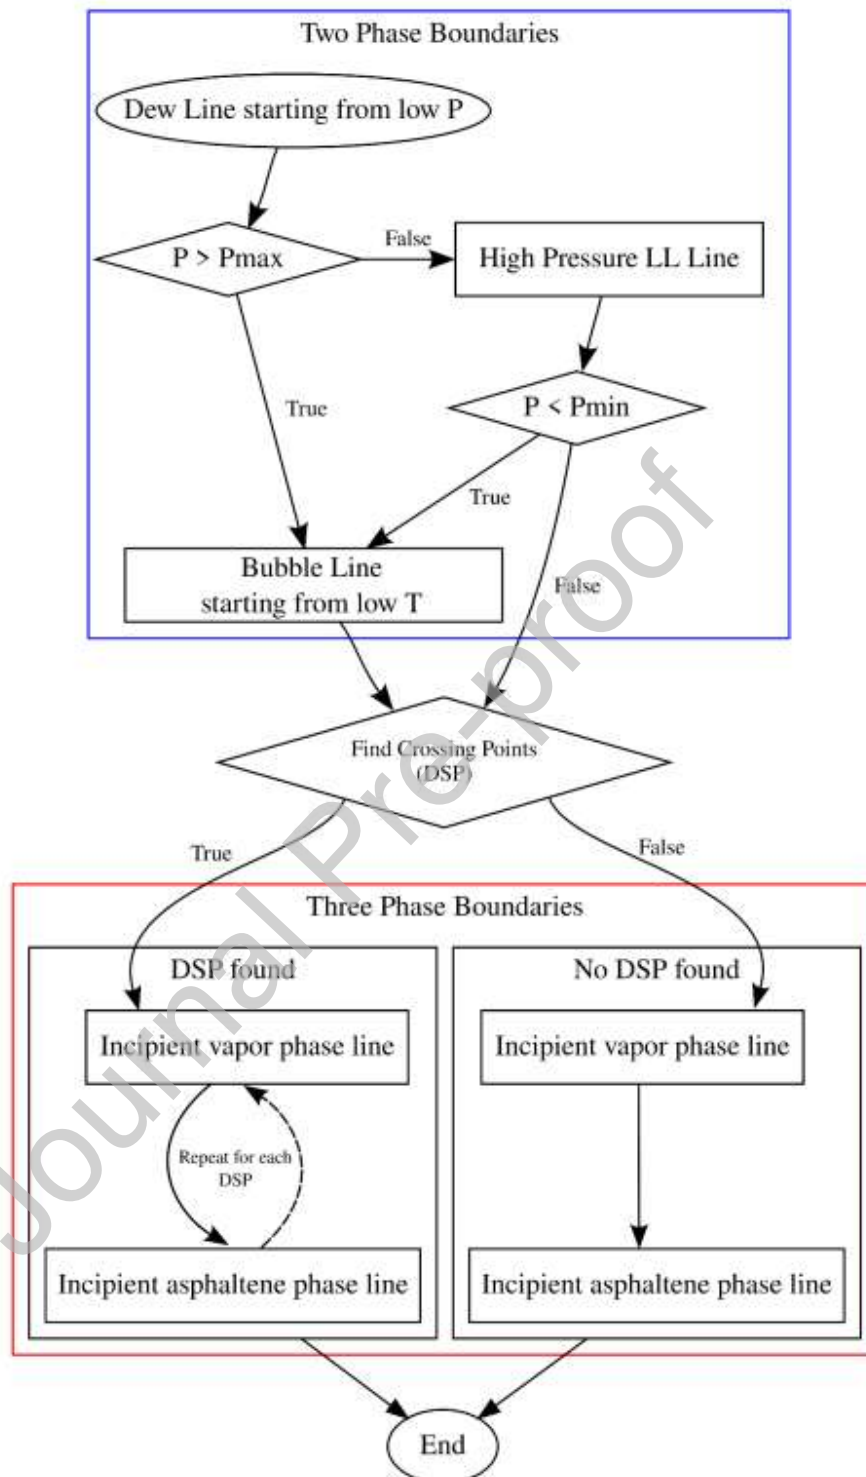 Two Phase Boundaries
Dew Line starting from low P
P > Pmax
False
High Pressure LL Line
True
P < Pmin
True
False
Bubble Line
starting from low T
Find Crossing Points
(DSP)
True
False
Three Phase Boundaries
DSP found
No DSP found
Incipient vapor phase line
Incipient vapor phase line
Repeat for each
DSP
Incipient asphaltene phase line
Incipient asphaltene phase line
End
Journal Pre-proof